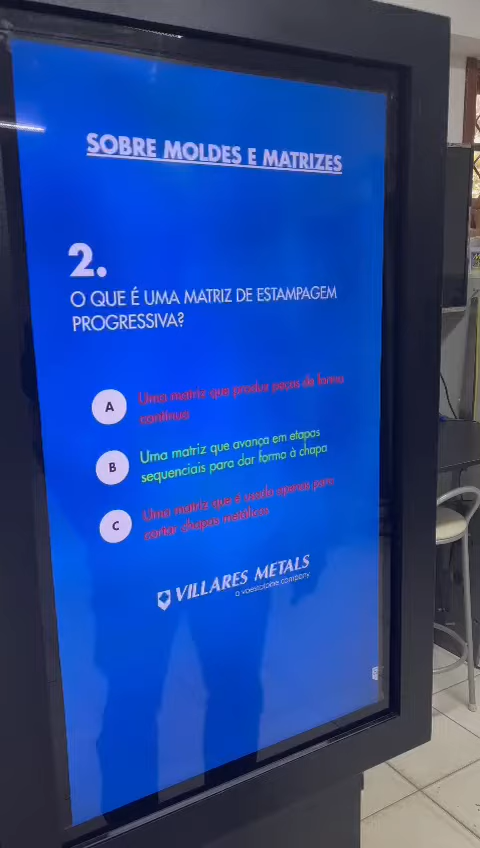 SOBRE MOLDES E MATRIZES
2.
O QUE É UMA MATRIZ DE ESTAMPAGEM
PROGRESSIVA?
A
Uma matriz que produz peças de forma
contínua
B
Uma matriz que avança em etapas
sequenciais para dar forma à chapa
C
Uma matriz que é usada apenas para
cortar chapas metálicas
VILLARES METALS
a voestalpine company